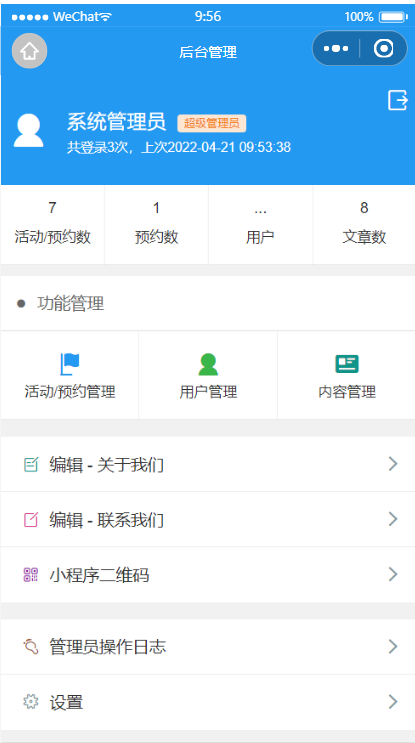 WeChat 9:56 100%
后台管理
系统管理员 超级管理员
共登录3次，上次2022-04-21 09:53:38
7 1 ... 8
活动/预约数 预约数 用户 文章数
功能管理
活动/预约管理 用户管理 内容管理
编辑 - 关于我们
编辑 - 联系我们
小程序二维码
管理员操作日志
设置